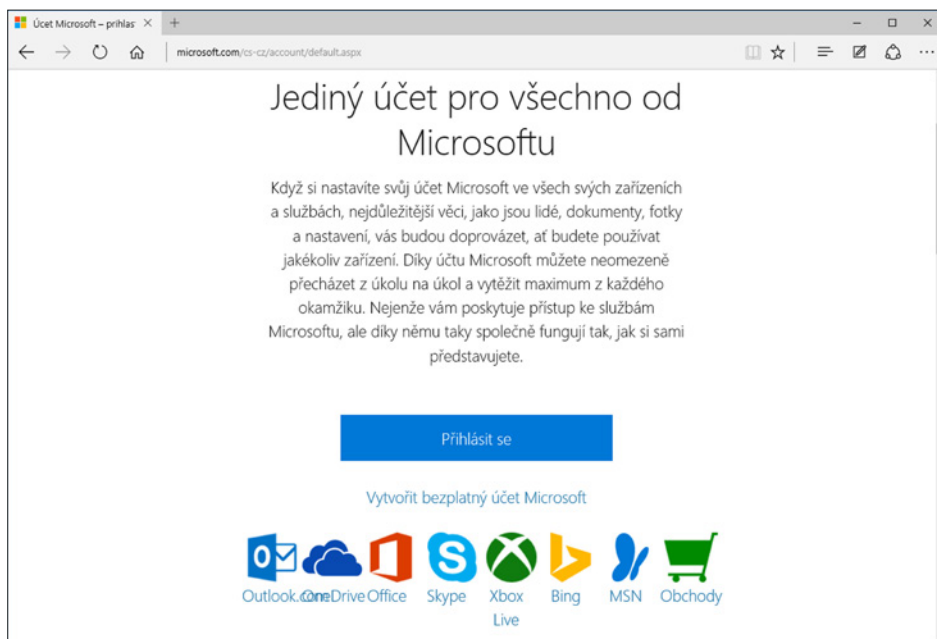 Účet Microsoft – prihlas
microsoft.com/cs-cz/account/default.aspx
Jediný účet pro všechno od
Microsoftu
Když si nastavíte svůj účet Microsoft ve všech svých zařízeních
a službách, nejdůležitější věci, jako jsou lidé, dokumenty, fotky
a nastavení, vás budou doprovázet, ať budete používat
jakékoliv zařízení. Díky účtu Microsoft můžete neomezeně
přecházet z úkolu na úkol a vytěžit maximum z každého
okamžiku. Nejenže vám poskytuje přístup ke službám
Microsoftu, ale díky němu taky společně fungují tak, jak si sami
představujete.
Přihlásit se
Vytvořit bezplatný účet Microsoft
Outlook.com OneDrive Office Skype Xbox Bing MSN Obchody
Live